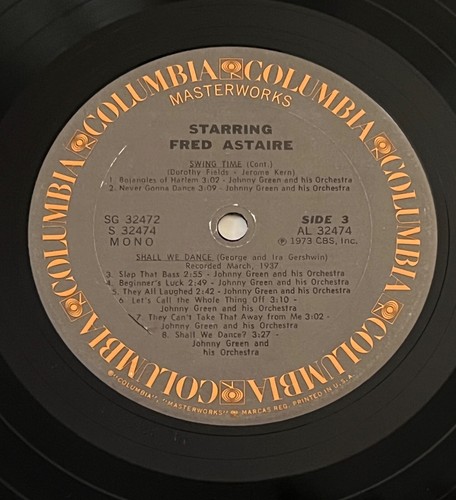 COLUMBIA COLUMBIA COLUMBIA COLUMBIA COLUMBIA COLUMBIA
MASTERWORKS
STARRING
FRED ASTAIRE
SWING TIME (Cont.)
(Dorothy Fields - Jerome Kern)
1. Bojangles of Harlem 3:02 - Johnny Green and his Orchestra
2. Never Gonna Dance 3:09 - Johnny Green and his Orchestra
SG 32472
S 32474
MONO
SIDE 3
AL 32474
℗ 1973 CBS, Inc.
SHALL WE DANCE (George and Ira Gershwin)
Recorded March, 1937
3. Slap That Bass 2:55 - Johnny Green and his Orchestra
4. Beginner's Luck 2:49 - Johnny Green and his Orchestra
5. They All Laughed 2:42 - Johnny Green and his Orchestra
6. Let's Call the Whole Thing Off 3:10 -
Johnny Green and his Orchestra
7. They Can't Take That Away from Me 3:02 -
Johnny Green and his Orchestra
8. Shall We Dance? 3:27 -
Johnny Green and
his Orchestra
"COLUMBIA", "MASTERWORKS", MARCAS REG. PRINTED IN U.S.A.